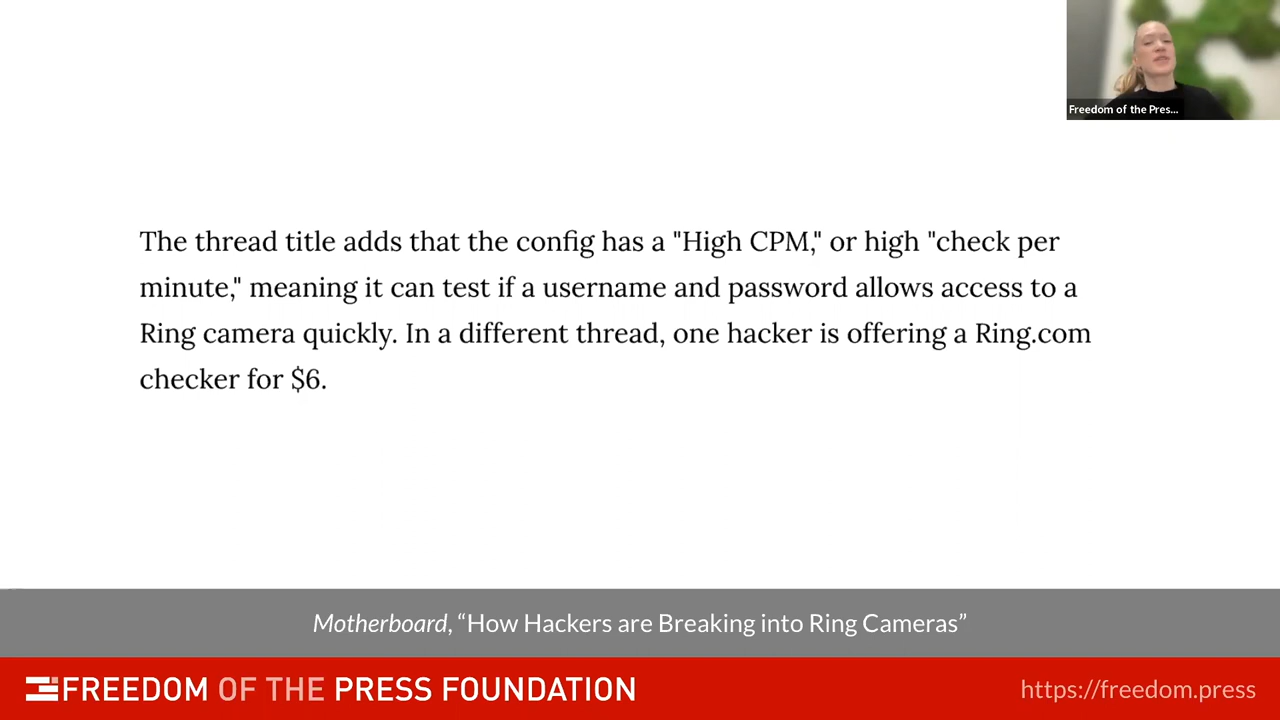 Freedom of the Pres...
The thread title adds that the config has a "High CPM," or high "check per
minute," meaning it can test if a username and password allows access to a
Ring camera quickly. In a different thread, one hacker is offering a Ring.com
checker for $6.
Motherboard, “How Hackers are Breaking into Ring Cameras”
FREEDOM OF THE PRESS FOUNDATION
https://freedom.press